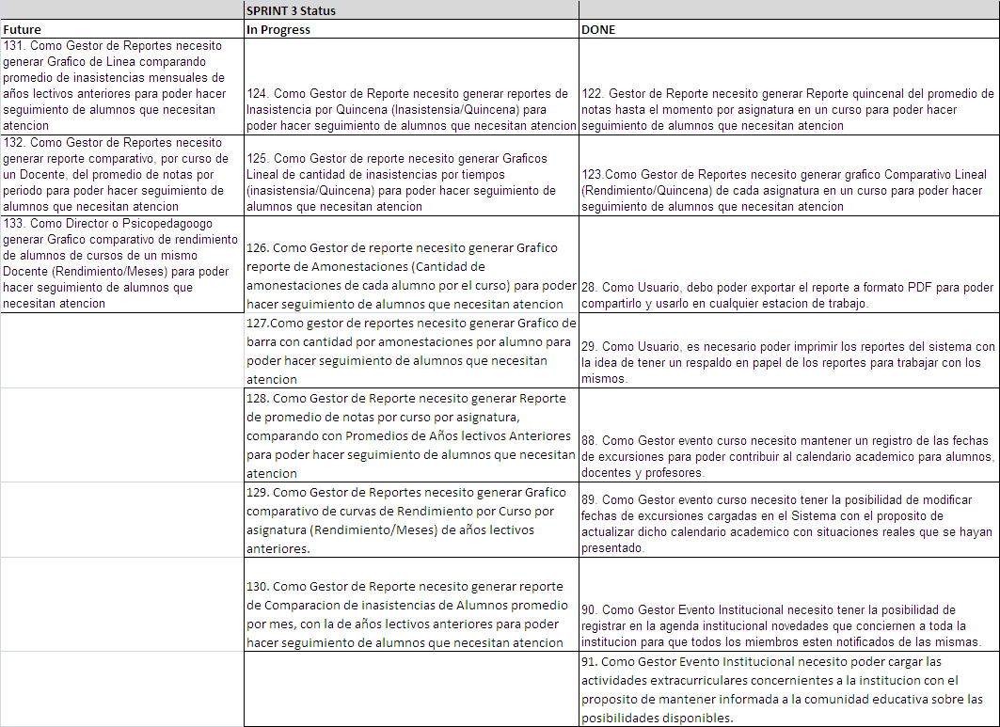 SPRINT 3 Status
Future
In Progress
DONE
131. Como Gestor de Reportes necesito
generar Grafico de Linea comparando
promedio de inasistencias mensuales de
años lectivos anteriores para poder hacer
seguimiento de alumnos que necesitan
atencion
124. Como Gestor de Reporte necesito generar reportes de
Inasistencia por Quincena (Inasistensia/Quincena) para
poder hacer seguimiento de alumnos que necesitan atencion
122. Gestor de Reporte necesito generar Reporte quincenal del promedio de
notas hasta el momento por asignatura en un curso para poder hacer
seguimiento de alumnos que necesitan atencion
132. Como Gestor de Reportes necesito
generar reporte comparativo, por curso de
un Docente, del promedio de notas por
periodo para poder hacer seguimiento de
alumnos que necesitan atencion
125. Como Gestor de reporte necesito generar Graficos
Lineal de cantidad de inasistencias por tiempos
(inasistensia/Quincena) para poder hacer seguimiento de
alumnos que necesitan atencion
123.Como Gestor de Reportes necesito generar grafico Comparativo Lineal
(Rendimiento/Quincena) de cada asignatura en un curso para poder hacer
seguimiento de alumnos que necesitan atencion
133. Como Director o Psicopedagoogo
generar Grafico comparativo de rendimiento
de alumnos de cursos de un mismo
Docente (Rendimiento/Meses) para poder
hacer seguimiento de alumnos que
necesitan atencion
126. Como Gestor de reporte necesito generar Grafico
reporte de Amonestaciones (Cantidad de
amonestaciones de cada alumno por el curso) para poder
hacer seguimiento de alumnos que necesitan atencion
28. Como Usuario, debo poder exportar el reporte a formato PDF para poder
compartirlo y usarlo en cualquier estacion de trabajo.
127.Como gestor de reportes necesito generar Grafico de
barra con cantidad por amonestaciones por alumno para
poder hacer seguimiento de alumnos que necesitan
atencion
29. Como Usuario, es necesario poder imprimir los reportes del sistema con
la idea de tener un respaldo en papel de los reportes para trabajar con los
mismos.
128. Como Gestor de Reporte necesito generar Reporte
de promedio de notas por curso por asignatura,
comparando con Promedios de Años lectivos Anteriores
para poder hacer seguimiento de alumnos que necesitan
atencion
88. Como Gestor evento curso necesito mantener un registro de las fechas
de excursiones para poder contribuir al calendario academico para alumnos,
docentes y profesores.
129. Como Gestor de Reportes necesito generar Grafico
comparativo de curvas de Rendimiento por Curso por
asignatura (Rendimiento/Meses) de años lectivos
anteriores.
89. Como Gestor evento curso necesito tener la posibilidad de modificar
fechas de excursiones cargadas en el Sistema con el proposito de
actualizar dicho calendario academico con situaciones reales que se hayan
presentado.
130. Como Gestor de Reporte necesito generar reporte
de Comparacion de inasistencias de Alumnos promedio
por mes, con la de años lectivos anteriores para poder
hacer seguimiento de alumnos que necesitan atencion
90. Como Gestor Evento Institucional necesito tener la posibilidad de
registrar en la agenda institucional novedades que conciernen a toda la
institucion para que todos los miembros esten notificados de las mismas.
91. Como Gestor Evento Institucional necesito poder cargar las
actividades extracurriculares concernientes a la institucion con el
proposito de mantener informada a la comunidad educativa sobre las
posibilidades disponibles.